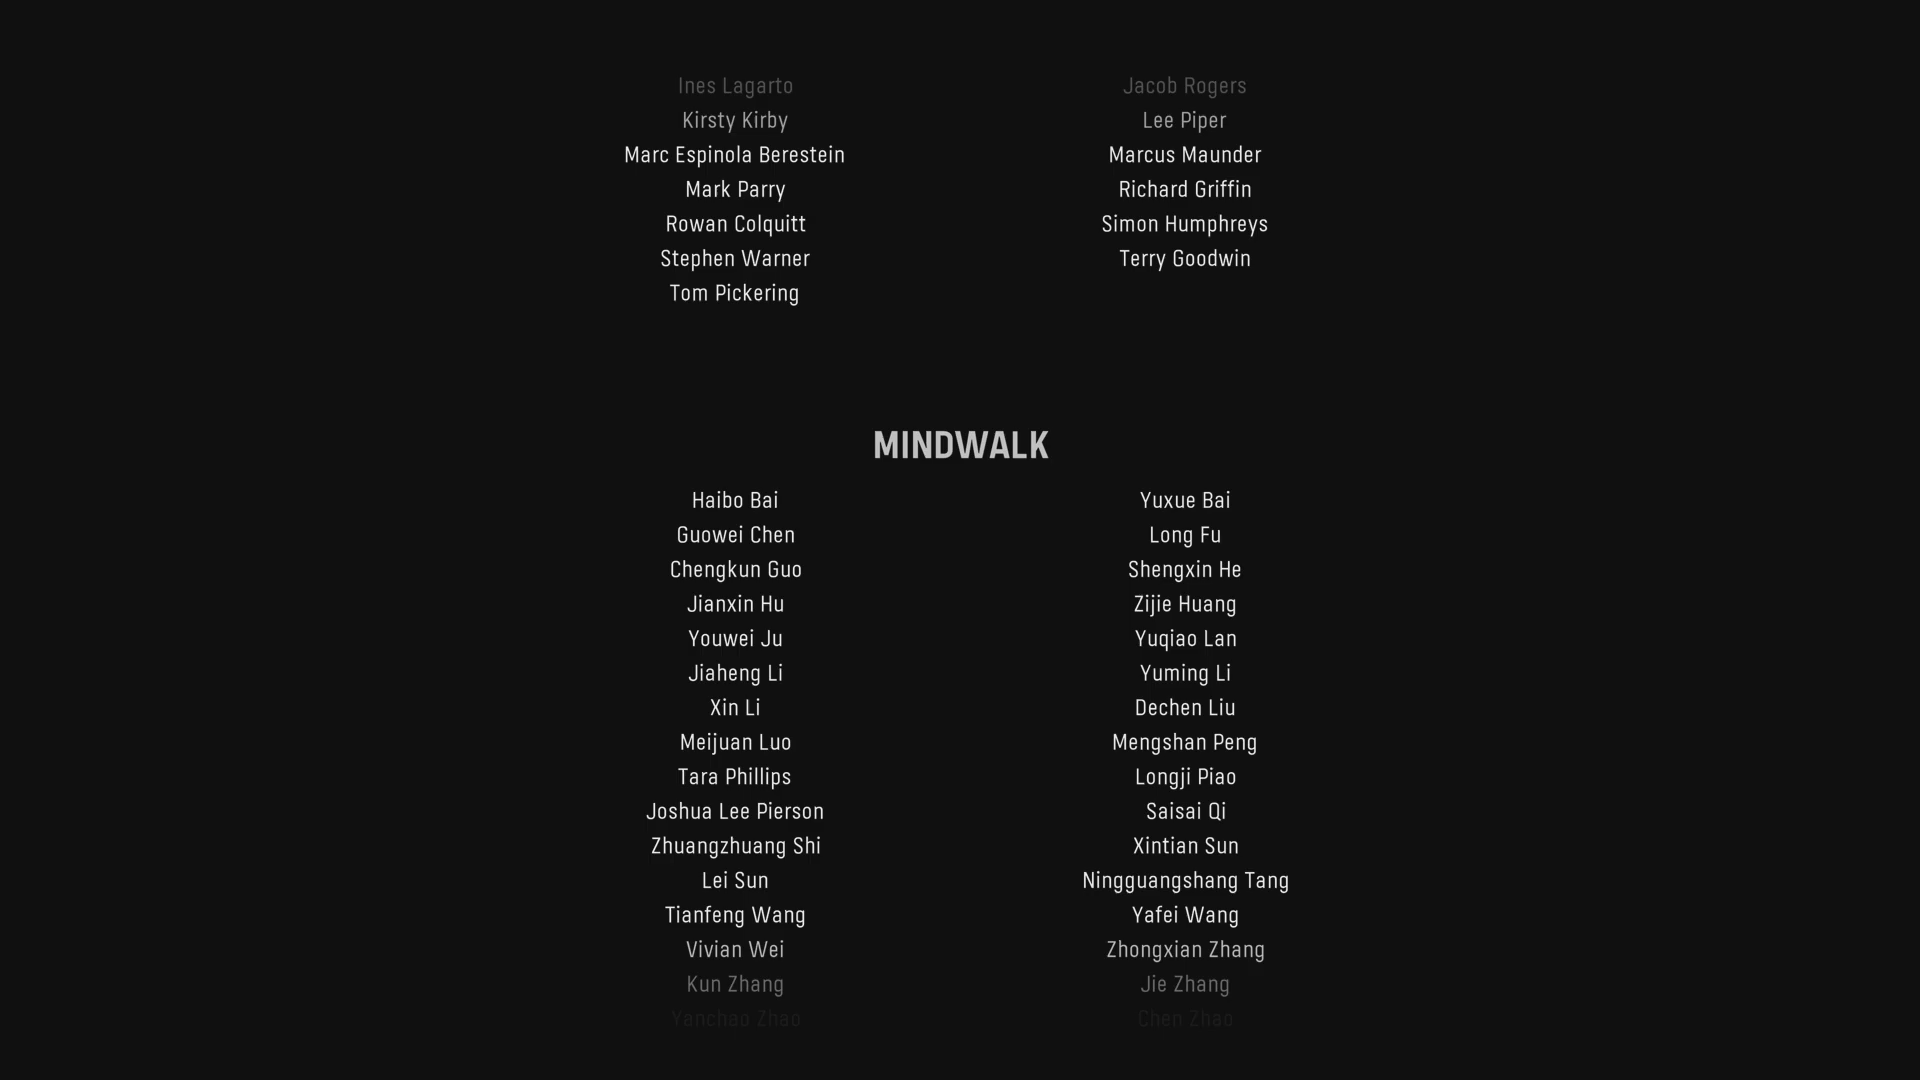 Ines Lagarto Jacob Rogers
Kirsty Kirby Lee Piper
Marc Espinola Berestein Marcus Maunder
Mark Parry Richard Griffin
Rowan Colquitt Simon Humphreys
Stephen Warner Terry Goodwin
Tom Pickering
MINDWALK
Haibo Bai Yuxue Bai
Guowei Chen Long Fu
Chengkun Guo Shengxin He
Jianxin Hu Zijie Huang
Youwei Ju Yuqiao Lan
Jiaheng Li Yuming Li
Xin Li Dechen Liu
Meijuan Luo Mengshan Peng
Tara Phillips Longji Piao
Joshua Lee Pierson Saisai Qi
Zhuangzhuang Shi Xintian Sun
Lei Sun Ningguangshang Tang
Tianfeng Wang Yafei Wang
Vivian Wei Zhongxian Zhang
Kun Zhang Jie Zhang
Yanchao Zhao Chen Zhao